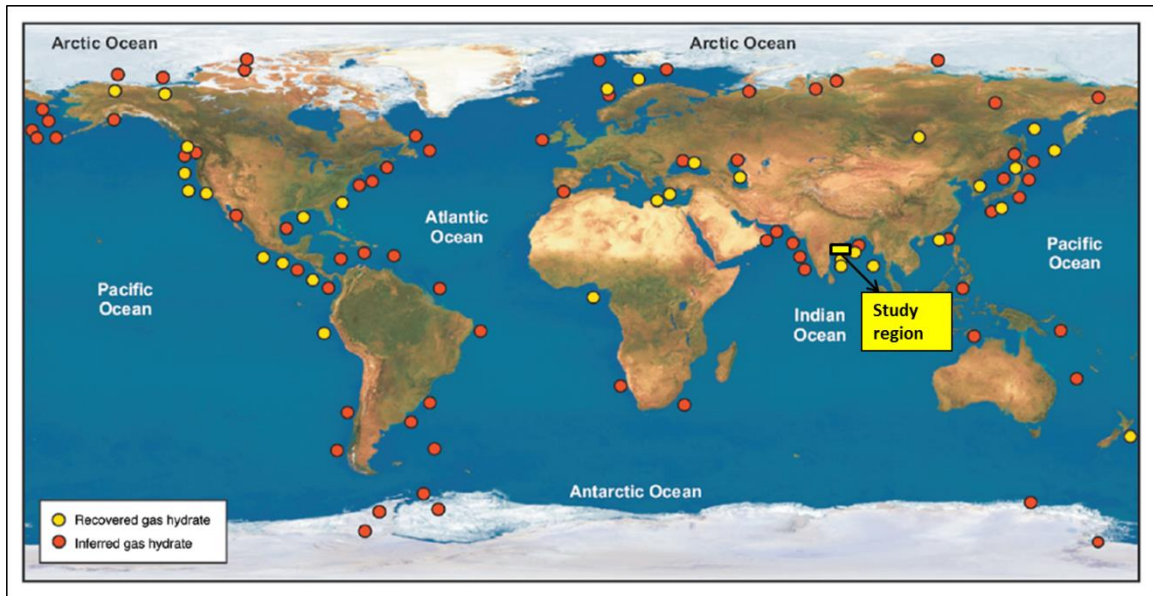 Arctic Ocean
Arctic Ocean
Atlantic
Ocean
Pacific
Ocean
Pacific
Ocean
Indian
Ocean
Study
region
Antarctic Ocean
Recovered gas hydrate
Inferred gas hydrate